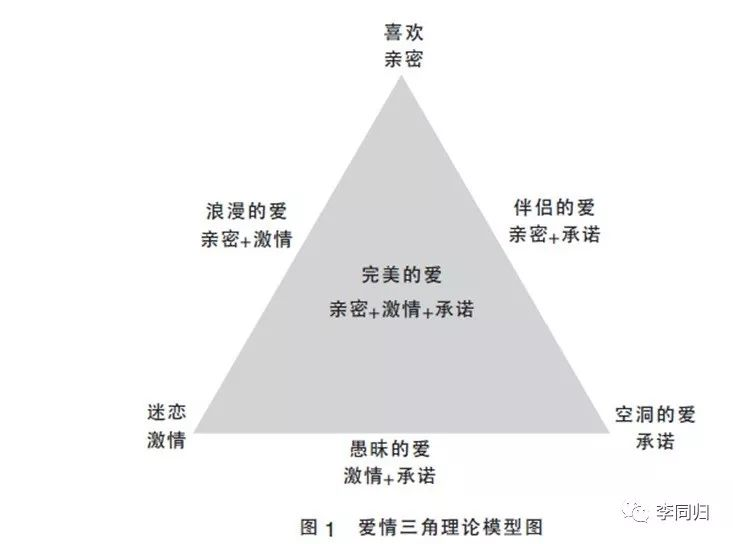 喜欢
亲密
浪漫的爱
亲密+激情
伴侣的爱
亲密+承诺
完美的爱
亲密+激情+承诺
迷恋
激情
空洞的爱
承诺
愚昧的爱
激情+承诺
图 1 爱情三角理论模型图
李同归